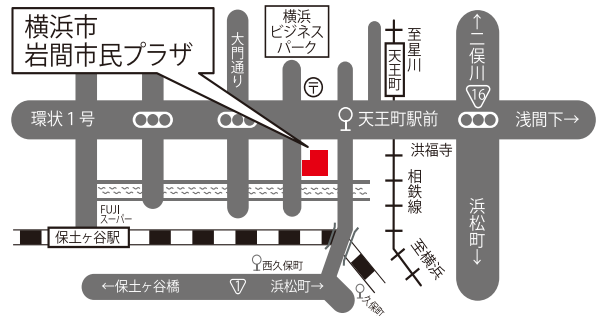 横浜市
岩間市民プラザ
大門通り
横浜
ビジネス
パーク
〒
至星川
天王町
←二俣川
16
環状1号
天王町駅前
浅間下→
洪福寺
相鉄線
浜松町→
至横浜
FUJI
スーパー
保土ヶ谷駅
西久保町
←保土ヶ谷橋
1
浜松町→
久保町